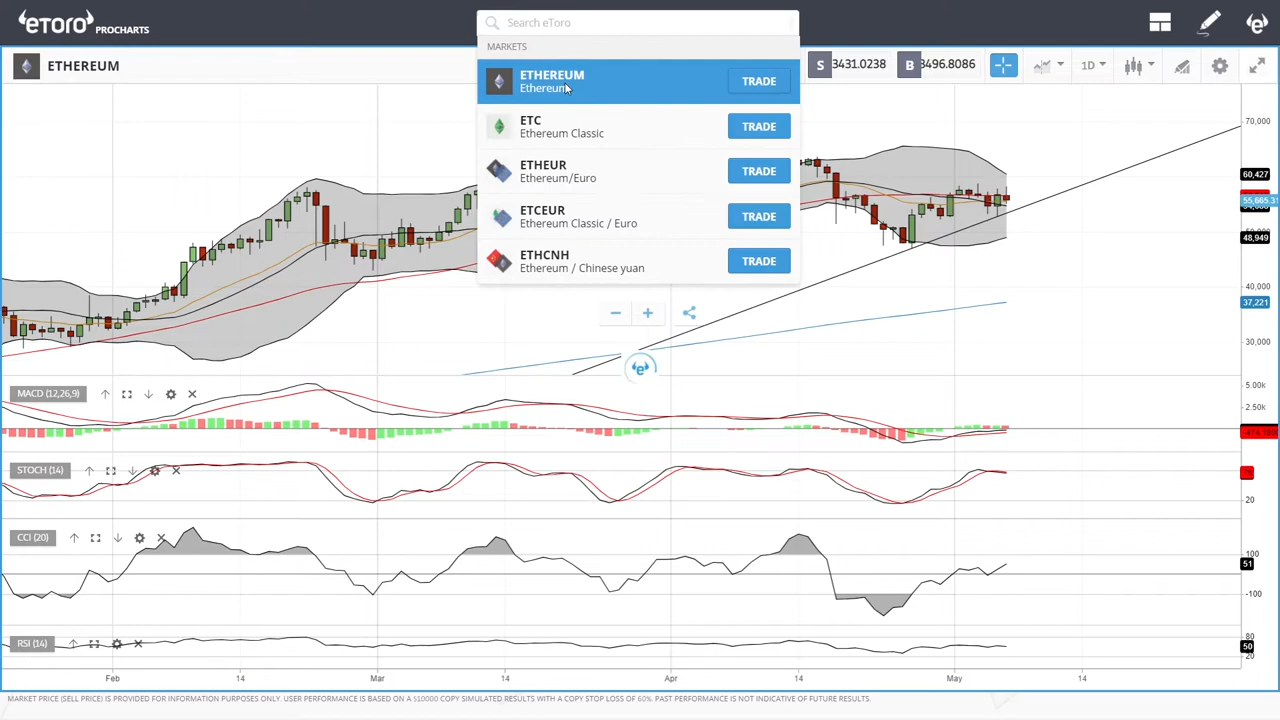 eToro PROCHARTS
Search eToro
MARKETS
ETHEREUM
Ethereum
TRADE
ETC
Ethereum Classic
TRADE
ETHEUR
Ethereum/Euro
TRADE
ETCEUR
Ethereum Classic / Euro
TRADE
ETHCNH
Ethereum / Chinese yuan
TRADE
ETHEREUM
S 3431.0238 B 3496.8086 1D
70,000
60,427
55,665.31
48,949
40,000
37,221
30,000
MACD (12,26,9)
5.00k
2.50k
STOCH (14)
20
CCI (20)
100
51
-100
RSI (14)
80
50
20
Feb 14 Mar 14 Apr 14 May 14
MARKET PRICE (SELL PRICE) IS PROVIDED FOR INFORMATION PURPOSES ONLY. USER PERFORMANCE IS BASED ON A $10000 COPY SIMULATED RESULTS WITH A COPY STOP LOSS OF 60%. PAST PERFORMANCE IS NOT INDICATIVE OF FUTURE RESULTS.